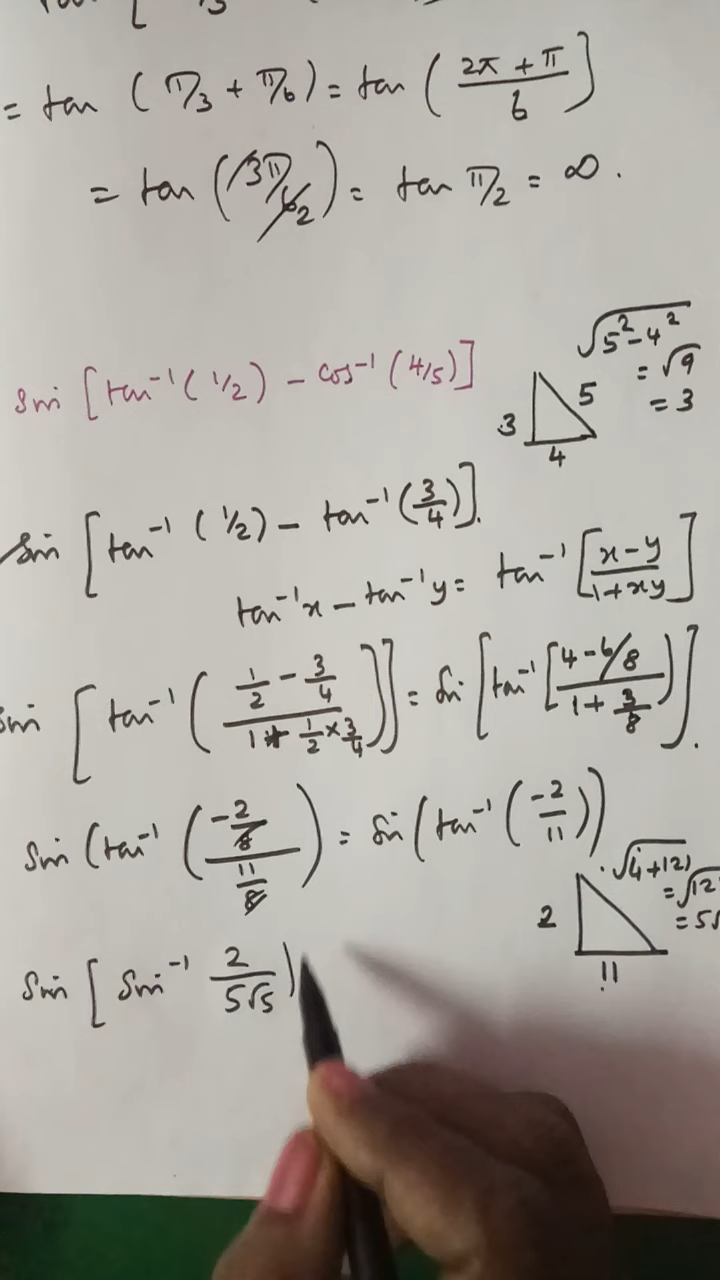 = tan (π/3 + π/6) = tan ( 2π + π / 6 )
= tan (3π/6 2) = tan π/2 = ∞ .
√5² - 4²
= √9
= 3
sin [tan⁻¹ (1/2) - cos⁻¹ (4/5)]
3 5
4
sin [tan⁻¹ (1/2) - tan⁻¹ (3/4)].
tan⁻¹x - tan⁻¹y = tan⁻¹ [x - y / 1 + xy]
sin [tan⁻¹ ( 1/2 - 3/4 / 1 + 1/2 × 3/4 )] = sin [tan⁻¹ [ 4 - 6/8 / 1 + 3/8 )].
sin (tan⁻¹ ( -2/8 / 11/8 ) = sin (tan⁻¹ ( -2/11 ))
√4+121
= √12
= 5√
2
11
sin [ sin⁻¹ 2/5√5 )